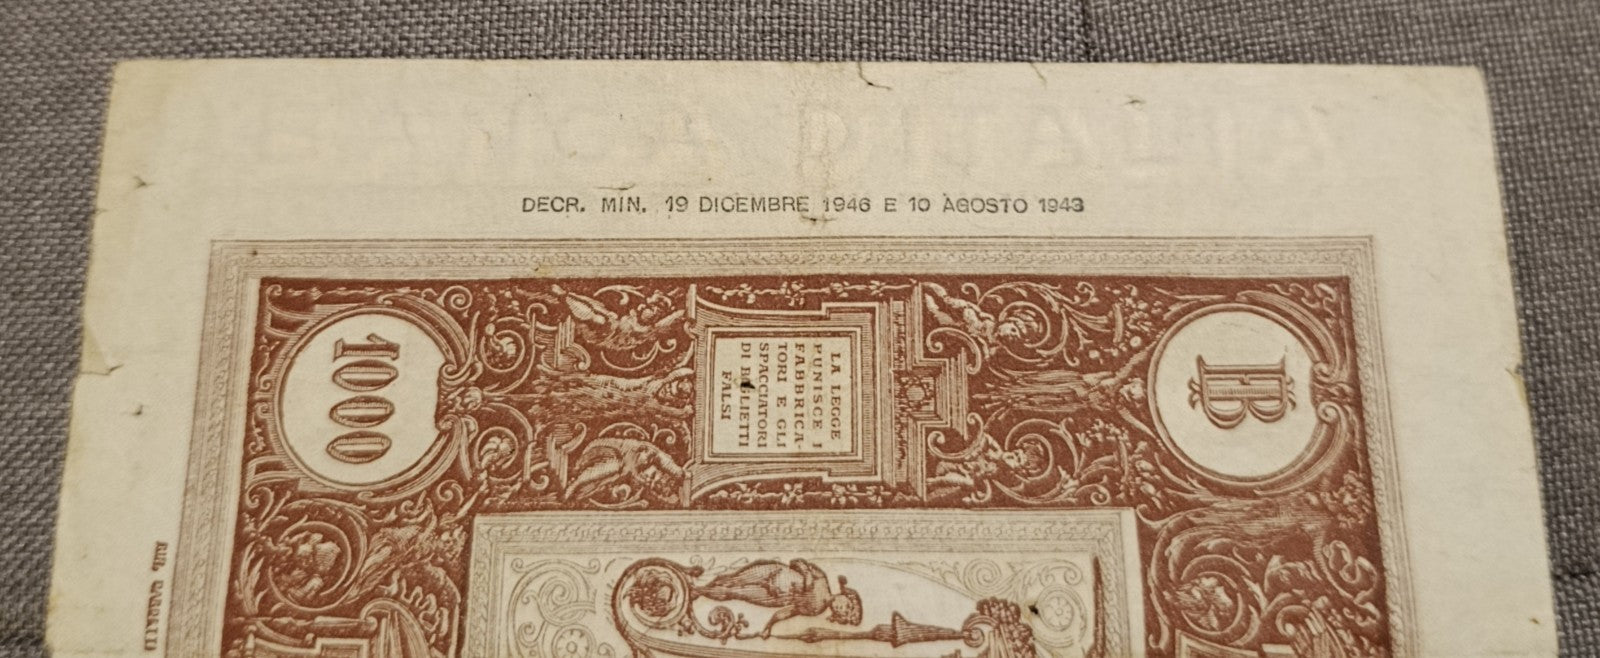 DECR. MIN. 19 DICEMBRE 1946 E 10 AGOSTO 1943
1000
LA LEGGE
PUNISCE I
FABBRICA-
TORI E GLI
SPACCIATORI
DI BIGLIETTI
FALSI
B